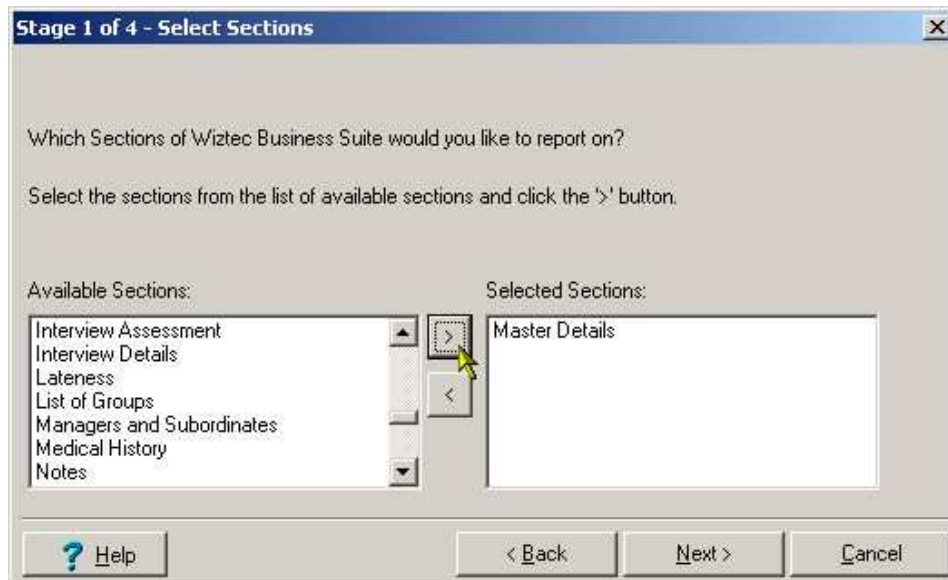 Stage 1 of 4 - Select Sections
Which Sections of Wiztec Business Suite would you like to report on?
Select the sections from the list of available sections and click the '>' button.
Available Sections:
Selected Sections:
Interview Assessment
Interview Details
Lateness
List of Groups
Managers and Subordinates
Medical History
Notes
>
<
Master Details
? Help
< Back
Next >
Cancel